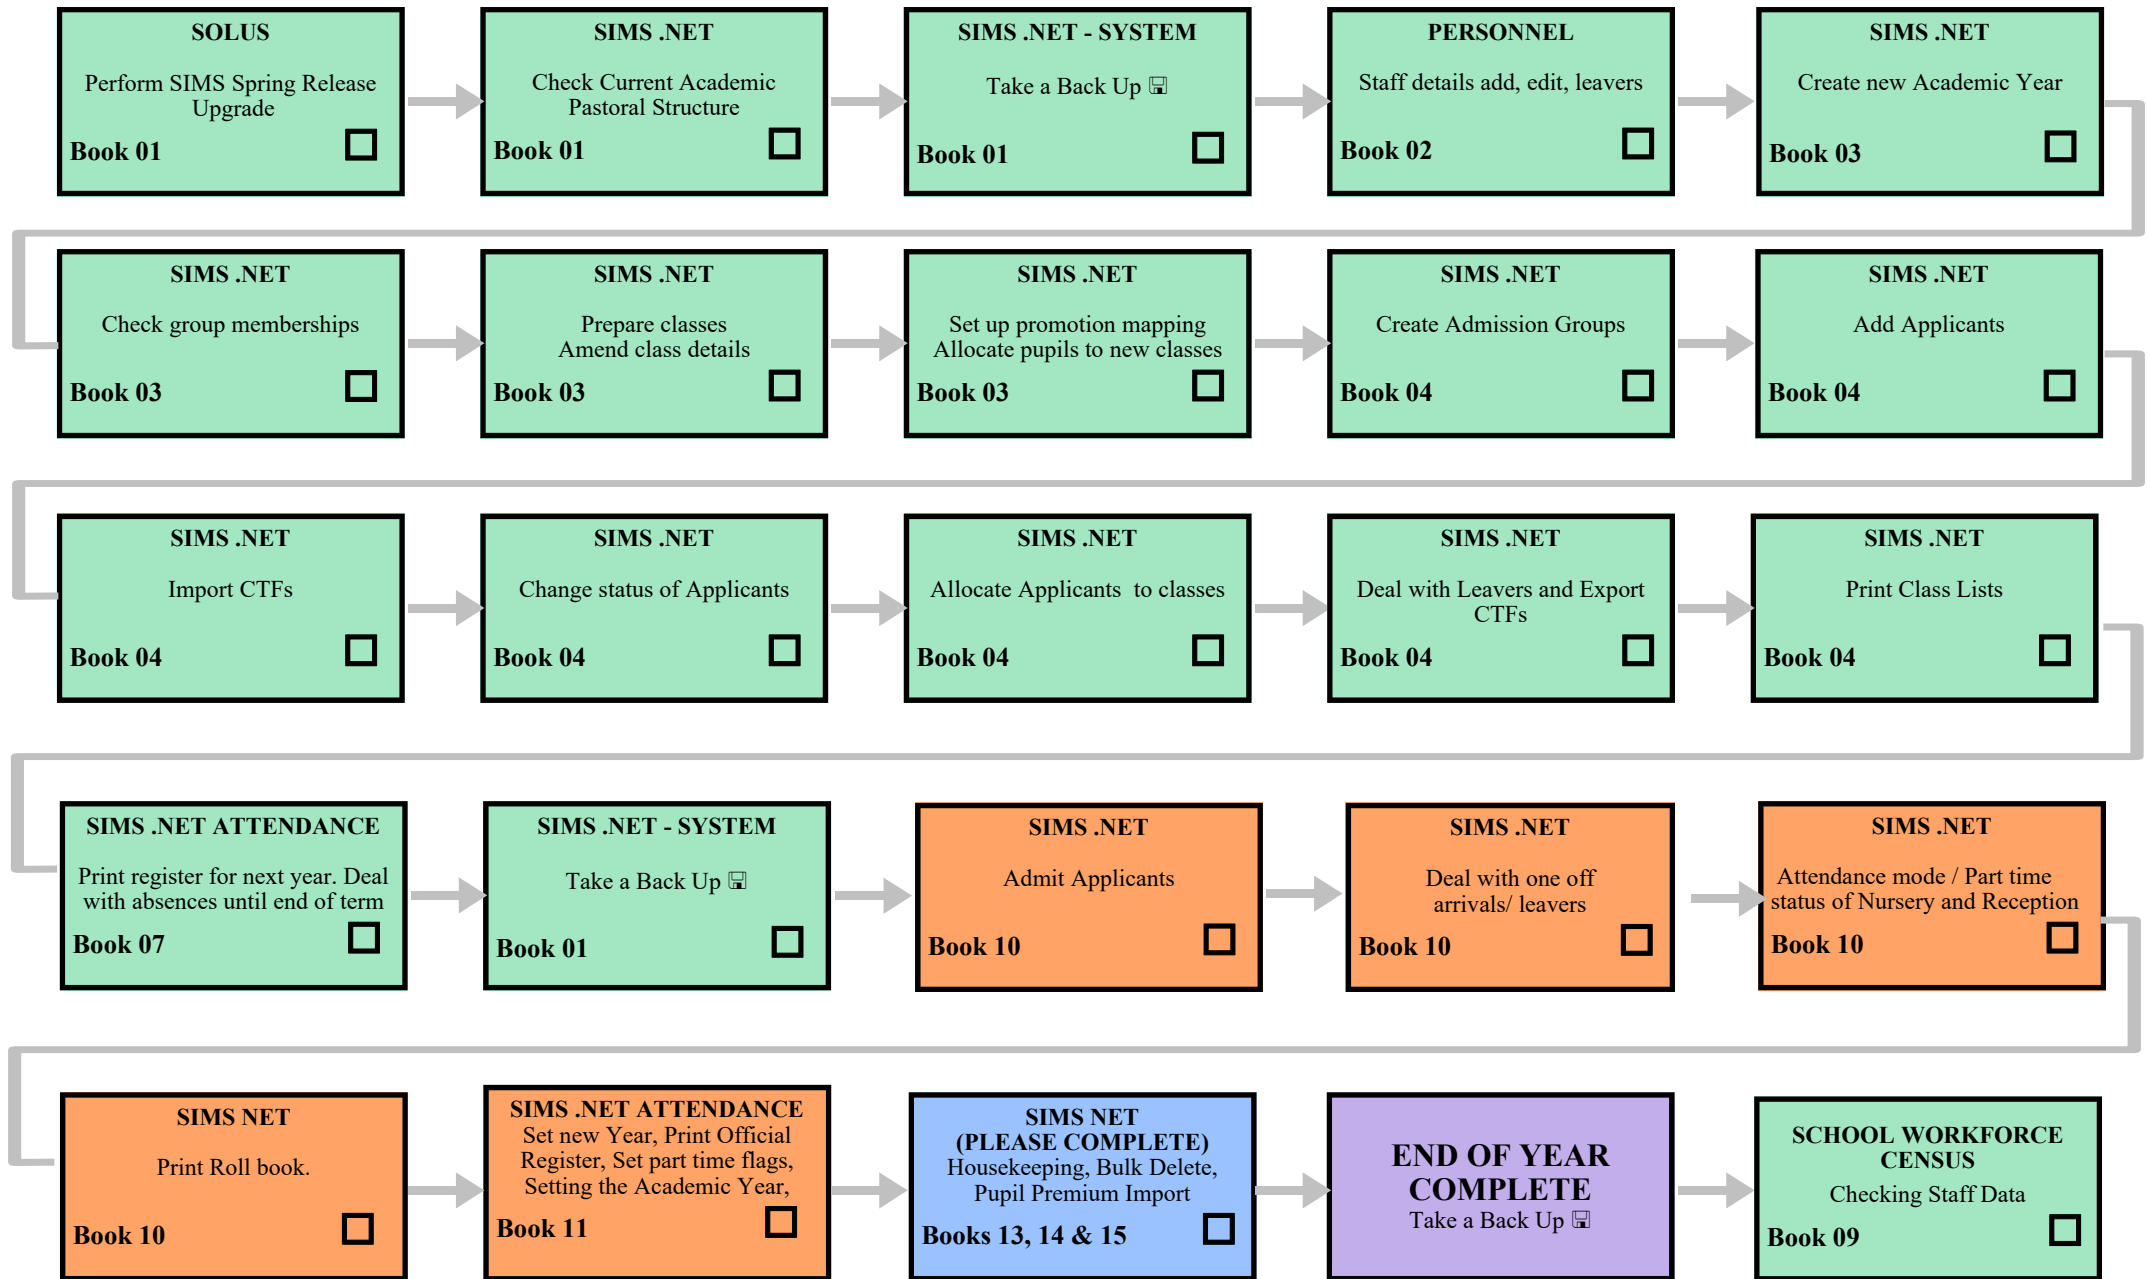 SOLUS
Perform SIMS Spring Release
Upgrade
Book 01
SIMS .NET
Check Current Academic
Pastoral Structure
Book 01
SIMS .NET - SYSTEM
Take a Back Up 🖫
Book 01
PERSONNEL
Staff details add, edit, leavers
Book 02
SIMS .NET
Create new Academic Year
Book 03
SIMS .NET
Check group memberships
Book 03
SIMS .NET
Prepare classes
Amend class details
Book 03
SIMS .NET
Set up promotion mapping
Allocate pupils to new classes
Book 03
SIMS .NET
Create Admission Groups
Book 04
SIMS .NET
Add Applicants
Book 04
SIMS .NET
Import CTFs
Book 04
SIMS .NET
Change status of Applicants
Book 04
SIMS .NET
Allocate Applicants  to classes
Book 04
SIMS .NET
Deal with Leavers and Export
CTFs
Book 04
SIMS .NET
Print Class Lists
Book 04
SIMS .NET ATTENDANCE
Print register for next year. Deal
with absences until end of term
Book 07
SIMS .NET - SYSTEM
Take a Back Up 🖫
Book 01
SIMS .NET
Admit Applicants
Book 10
SIMS .NET
Deal with one off
arrivals/ leavers
Book 10
SIMS .NET
Attendance mode / Part time
status of Nursery and Reception
Book 10
SIMS NET
Print Roll book.
Book 10
SIMS .NET ATTENDANCE
Set new Year, Print Official
Register, Set part time flags,
Setting the Academic Year,
Book 11
SIMS NET
(PLEASE COMPLETE)
Housekeeping, Bulk Delete,
Pupil Premium Import
Books 13, 14 & 15
END OF YEAR
COMPLETE
Take a Back Up 🖫
SCHOOL WORKFORCE
CENSUS
Checking Staff Data
Book 09